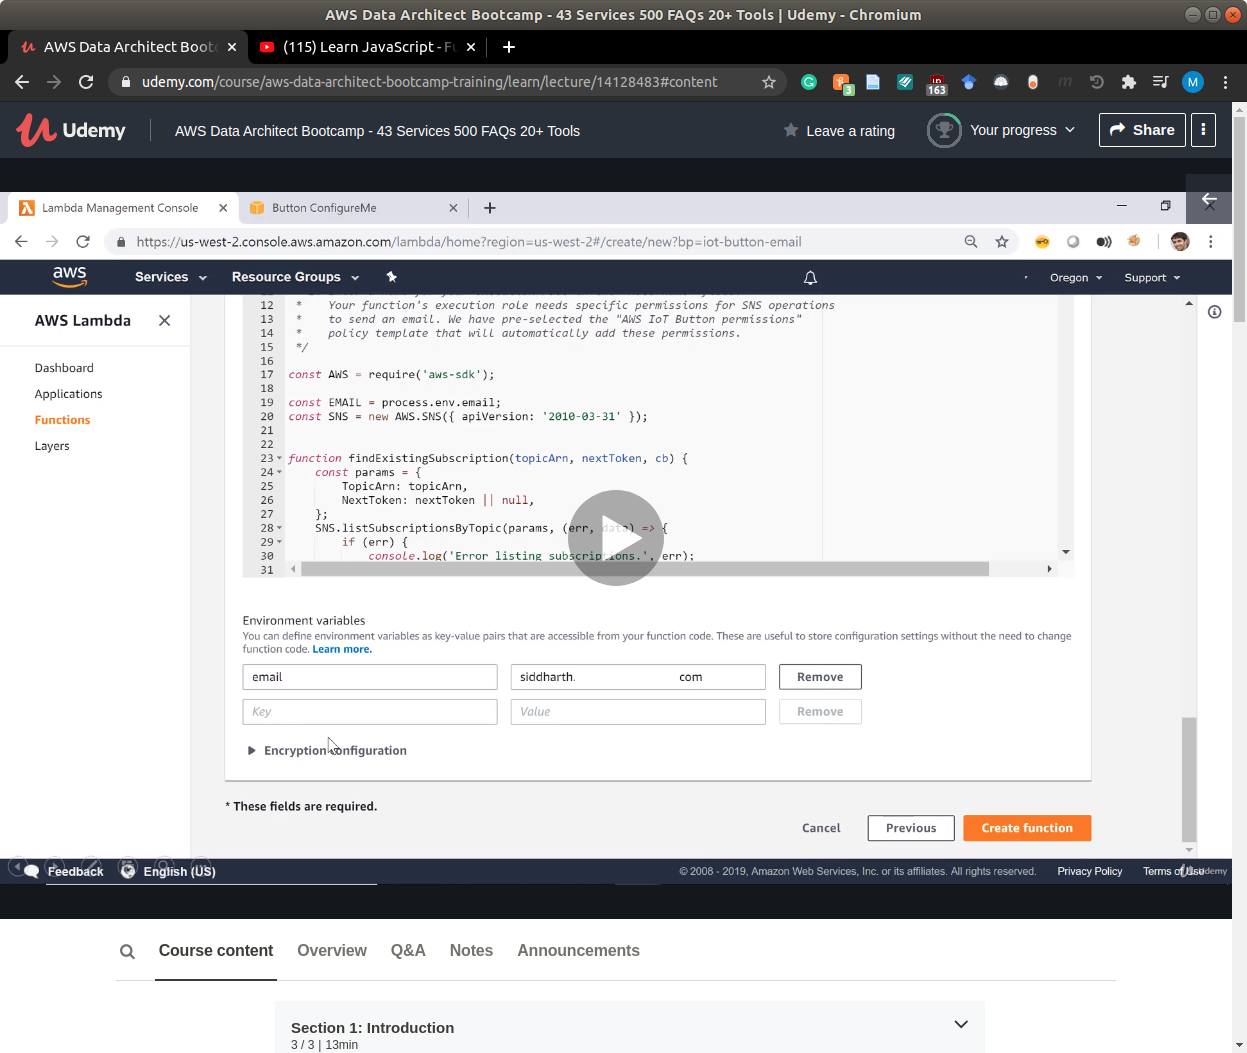 AWS Data Architect Bootcamp - 43 Services 500 FAQs 20+ Tools | Udemy - Chromium
AWS Data Architect Bootc
(115) Learn JavaScript - Fu
udemy.com/course/aws-data-architect-bootcamp-training/learn/lecture/14128483#content
3
163
M
Udemy
AWS Data Architect Bootcamp - 43 Services 500 FAQs 20+ Tools
Leave a rating
Your progress
Share
Lambda Management Console
Button ConfigureMe
https://us-west-2.console.aws.amazon.com/lambda/home?region=us-west-2#/create/new?bp=iot-button-email
aws
Services
Resource Groups
Oregon
Support
AWS Lambda
Dashboard
Applications
Functions
Layers
12 * Your function's execution role needs specific permissions for SNS operations
13 * to send an email. We have pre-selected the "AWS IoT Button permissions"
14 * policy template that will automatically add these permissions.
15 */
16
17 const AWS = require('aws-sdk');
18
19 const EMAIL = process.env.email;
20 const SNS = new AWS.SNS({ apiVersion: '2010-03-31' });
21
22
23 function findExistingSubscription(topicArn, nextToken, cb) {
24 const params = {
25 TopicArn: topicArn,
26 NextToken: nextToken || null,
27 };
28 SNS.listSubscriptionsByTopic(params, (err, data) => {
29 if (err) {
30 console.log('Error listing subscriptions.', err);
31
Environment variables
You can define environment variables as key-value pairs that are accessible from your function code. These are useful to store configuration settings without the need to change
function code. Learn more.
email
siddharth. com
Remove
Key
Value
Remove
Encryption configuration
* These fields are required.
Cancel
Previous
Create function
Feedback
English (US)
© 2008 - 2019, Amazon Web Services, Inc. or its affiliates. All rights reserved.
Privacy Policy
Terms of Use
Udemy
Course content
Overview
Q&A
Notes
Announcements
Section 1: Introduction
3 / 3 | 13min